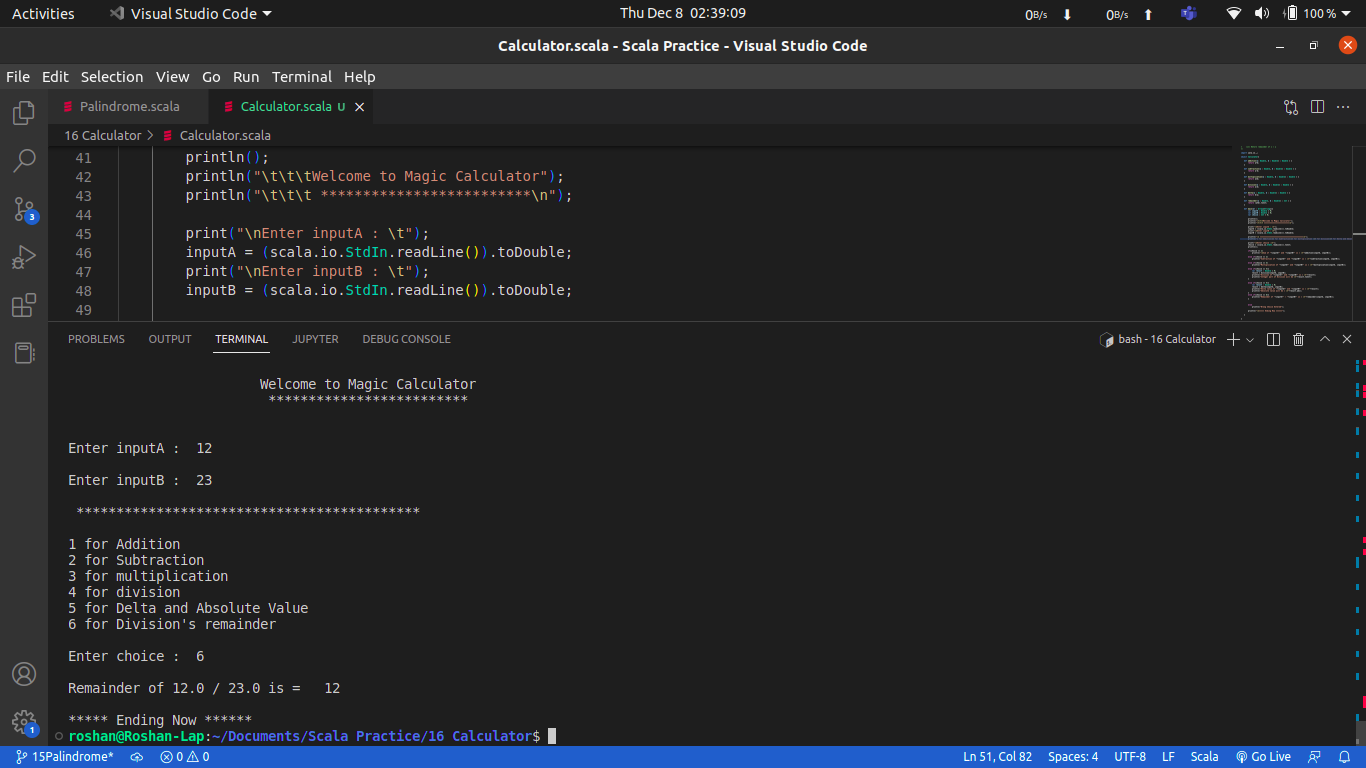 Activities Visual Studio Code Thu Dec 8 02:39:09 0B/s 0B/s 100 %
Calculator.scala - Scala Practice - Visual Studio Code
File Edit Selection View Go Run Terminal Help
Palindrome.scala Calculator.scala U
16 Calculator > Calculator.scala
41 println();
42 println("\t\t\tWelcome to Magic Calculator");
43 println("\t\t\t *************************\n");
44
45 print("\nEnter inputA : \t");
46 inputA = (scala.io.StdIn.readLine()).toDouble;
47 print("\nEnter inputB : \t");
48 inputB = (scala.io.StdIn.readLine()).toDouble;
49
PROBLEMS OUTPUT TERMINAL JUPYTER DEBUG CONSOLE bash - 16 Calculator
Welcome to Magic Calculator
*************************
Enter inputA : 12
Enter inputB : 23
*******************************************
1 for Addition
2 for Subtraction
3 for multiplication
4 for division
5 for Delta and Absolute Value
6 for Division's remainder
Enter choice : 6
Remainder of 12.0 / 23.0 is = 12
***** Ending Now ******
roshan@Roshan-Lap:~/Documents/Scala Practice/16 Calculator$
3
1
15Palindrome* 0 0 Ln 51, Col 82 Spaces: 4 UTF-8 LF Scala Go Live